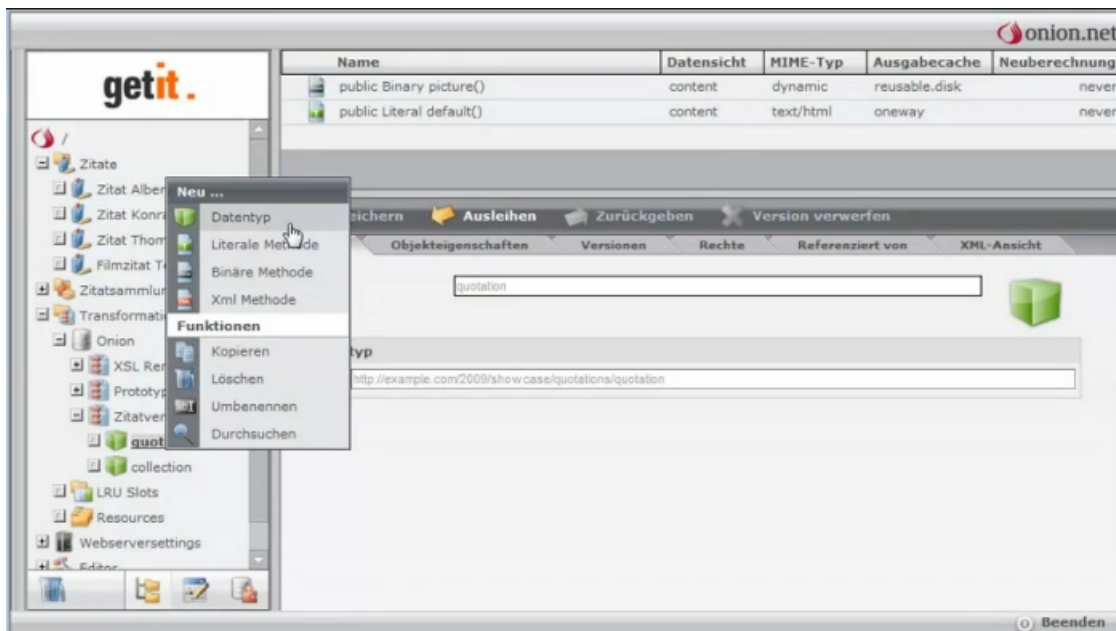 onion.net
getit.
Name Datensicht MIME-Typ Ausgabecache Neuberechnung
public Binary picture() content dynamic reusable.disk never
public Literal default() content text/html oneway never
/
Zitate
Zitat Alber
Zitat Konra
Zitat Thom
Filmzitat T
Zitatsammlun
Transformati
Onion
XSL Ren
Prototyp
Zitatver
quot
collection
LRU Slots
Resources
Webserversettings
Editor
Neu ...
Datentyp
Literale Methode
Binäre Methode
Xml Methode
Funktionen
Kopieren
Löschen
Umbenennen
Durchsuchen
eichern Ausleihen Zurückgeben Version verwerfen
Objekteigenschaften Versionen Rechte Referenziert von XML-Ansicht
quotation
typ
http://example.com/2009/showcase/quotations/quotation
Beenden